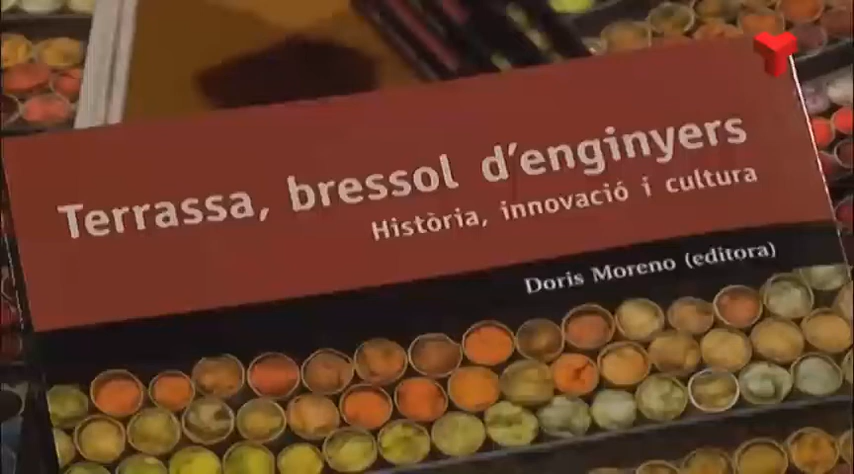 Terrassa, bressol d'enginyers
Història, innovació i cultura
Doris Moreno (editora)